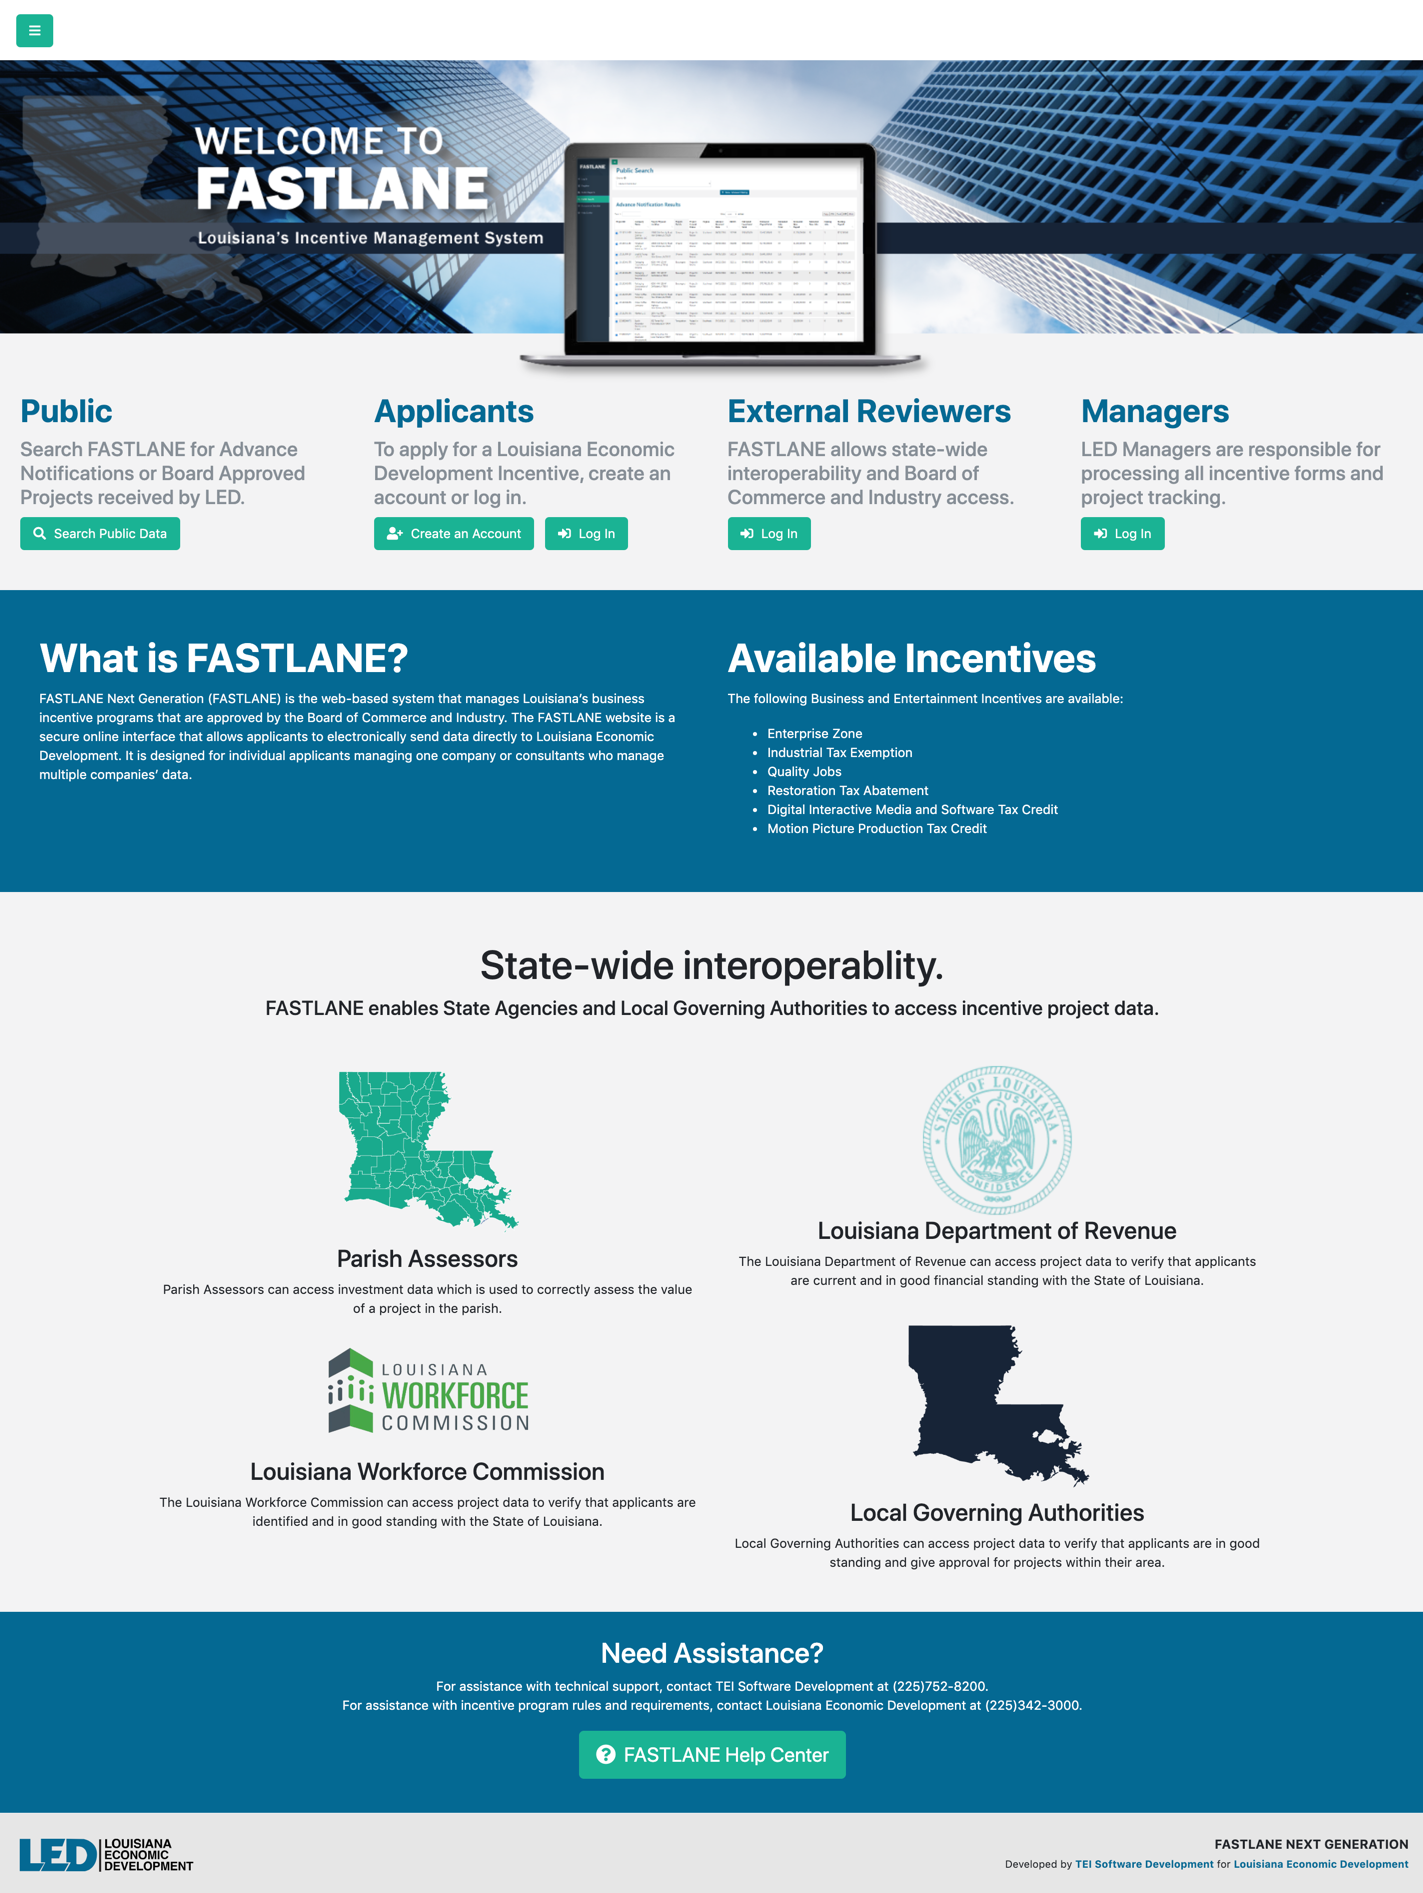 WELCOME TO
FASTLANE
Louisiana's Incentive Management System
FASTLANE
Public Search
Advance Notification Results
Public
Search FASTLANE for Advance
Notifications or Board Approved
Projects received by LED.
Search Public Data
Applicants
To apply for a Louisiana Economic
Development Incentive, create an
account or log in.
Create an Account
Log In
External Reviewers
FASTLANE allows state-wide
interoperability and Board of
Commerce and Industry access.
Log In
Managers
LED Managers are responsible for
processing all incentive forms and
project tracking.
Log In
What is FASTLANE?
FASTLANE Next Generation (FASTLANE) is the web-based system that manages Louisiana’s business
incentive programs that are approved by the Board of Commerce and Industry. The FASTLANE website is a
secure online interface that allows applicants to electronically send data directly to Louisiana Economic
Development. It is designed for individual applicants managing one company or consultants who manage
multiple companies’ data.
Available Incentives
The following Business and Entertainment Incentives are available:
• Enterprise Zone
• Industrial Tax Exemption
• Quality Jobs
• Restoration Tax Abatement
• Digital Interactive Media and Software Tax Credit
• Motion Picture Production Tax Credit
State-wide interoperablity.
FASTLANE enables State Agencies and Local Governing Authorities to access incentive project data.
Parish Assessors
Parish Assessors can access investment data which is used to correctly assess the value
of a project in the parish.
STATE OF LOUISIANA
UNION JUSTICE
CONFIDENCE
Louisiana Department of Revenue
The Louisiana Department of Revenue can access project data to verify that applicants
are current and in good financial standing with the State of Louisiana.
LOUISIANA
WORKFORCE
COMMISSION
Louisiana Workforce Commission
The Louisiana Workforce Commission can access project data to verify that applicants are
identified and in good standing with the State of Louisiana.
Local Governing Authorities
Local Governing Authorities can access project data to verify that applicants are in good
standing and give approval for projects within their area.
Need Assistance?
For assistance with technical support, contact TEI Software Development at (225)752-8200.
For assistance with incentive program rules and requirements, contact Louisiana Economic Development at (225)342-3000.
FASTLANE Help Center
LED
LOUISIANA
ECONOMIC
DEVELOPMENT
FASTLANE NEXT GENERATION
Developed by TEI Software Development for Louisiana Economic Development